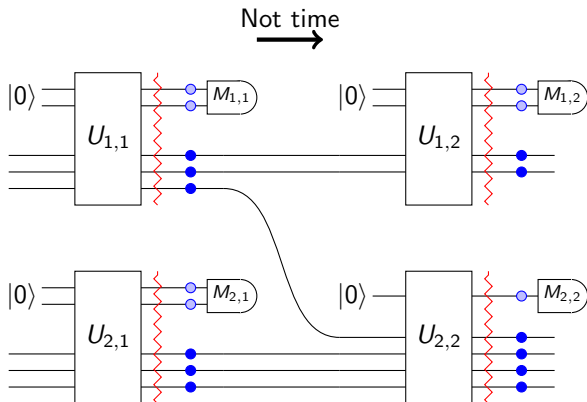 Not time
|0⟩ U1,1 M1,1 |0⟩ U1,2 M1,2
|0⟩ U2,1 M2,1 |0⟩ U2,2 M2,2